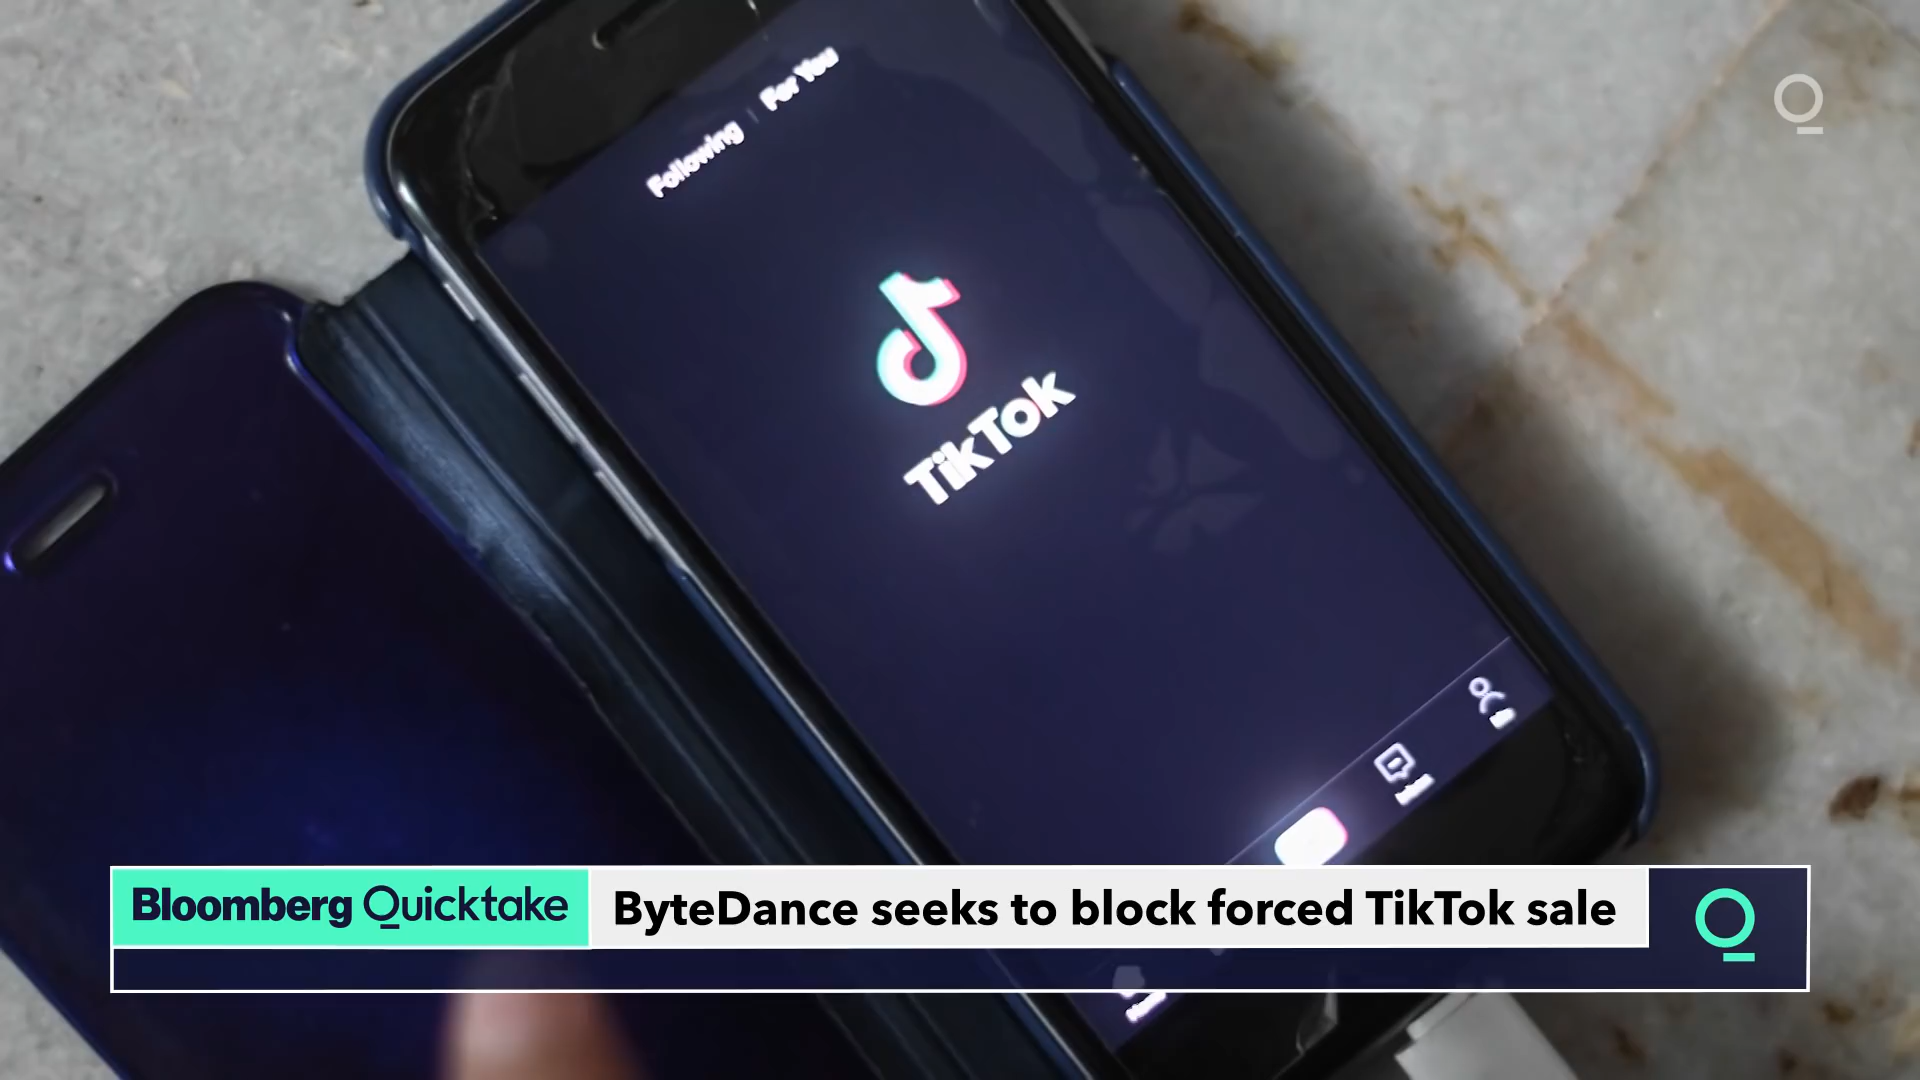 Following | For You
TikTok
Bloomberg Quicktake
ByteDance seeks to block forced TikTok sale